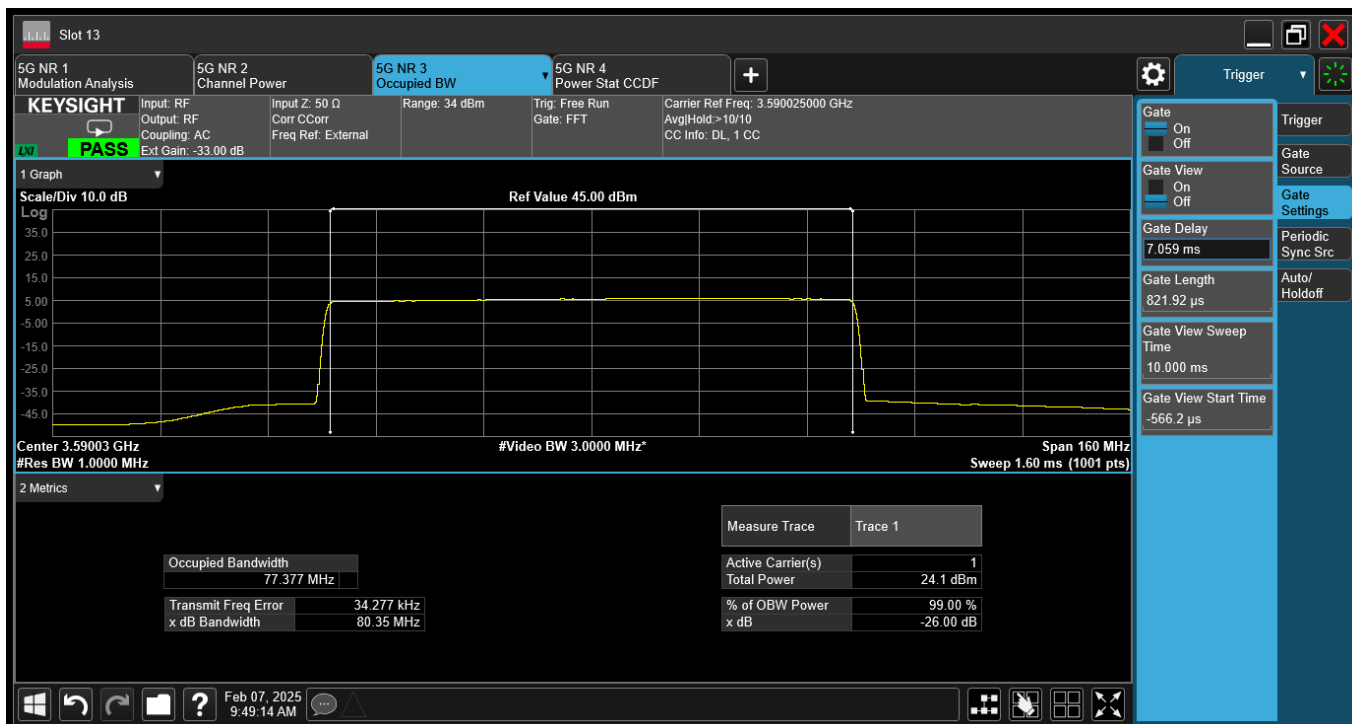 Slot 13
5G NR 1
Modulation Analysis
5G NR 2
Channel Power
5G NR 3
Occupied BW
5G NR 4
Power Stat CCDF
Trigger
KEYSIGHT
LXI
PASS
Input: RF
Output: RF
Coupling: AC
Ext Gain: -33.00 dB
Input Z: 50 Ω
Corr CCorr
Freq Ref: External
Range: 34 dBm
Trig: Free Run
Gate: FFT
Carrier Ref Freq: 3.590025000 GHz
Avg|Hold:>10/10
CC Info: DL, 1 CC
1 Graph
Scale/Div 10.0 dB
Ref Value 45.00 dBm
Log
35.0
25.0
15.0
5.00
-5.00
-15.0
-25.0
-35.0
-45.0
Center 3.59003 GHz
#Video BW 3.0000 MHz*
Span 160 MHz
#Res BW 1.0000 MHz
Sweep 1.60 ms (1001 pts)
2 Metrics
Measure Trace Trace 1
Occupied Bandwidth
77.377 MHz
Transmit Freq Error 34.277 kHz
x dB Bandwidth 80.35 MHz
Active Carrier(s) 1
Total Power 24.1 dBm
% of OBW Power 99.00 %
x dB -26.00 dB
Gate
On
Off
Gate View
On
Off
Gate Delay
7.059 ms
Gate Length
821.92 µs
Gate View Sweep
Time
10.000 ms
Gate View Start Time
-566.2 µs
Trigger
Gate
Source
Gate
Settings
Periodic
Sync Src
Auto/
Holdoff
?
Feb 07, 2025
9:49:14 AM